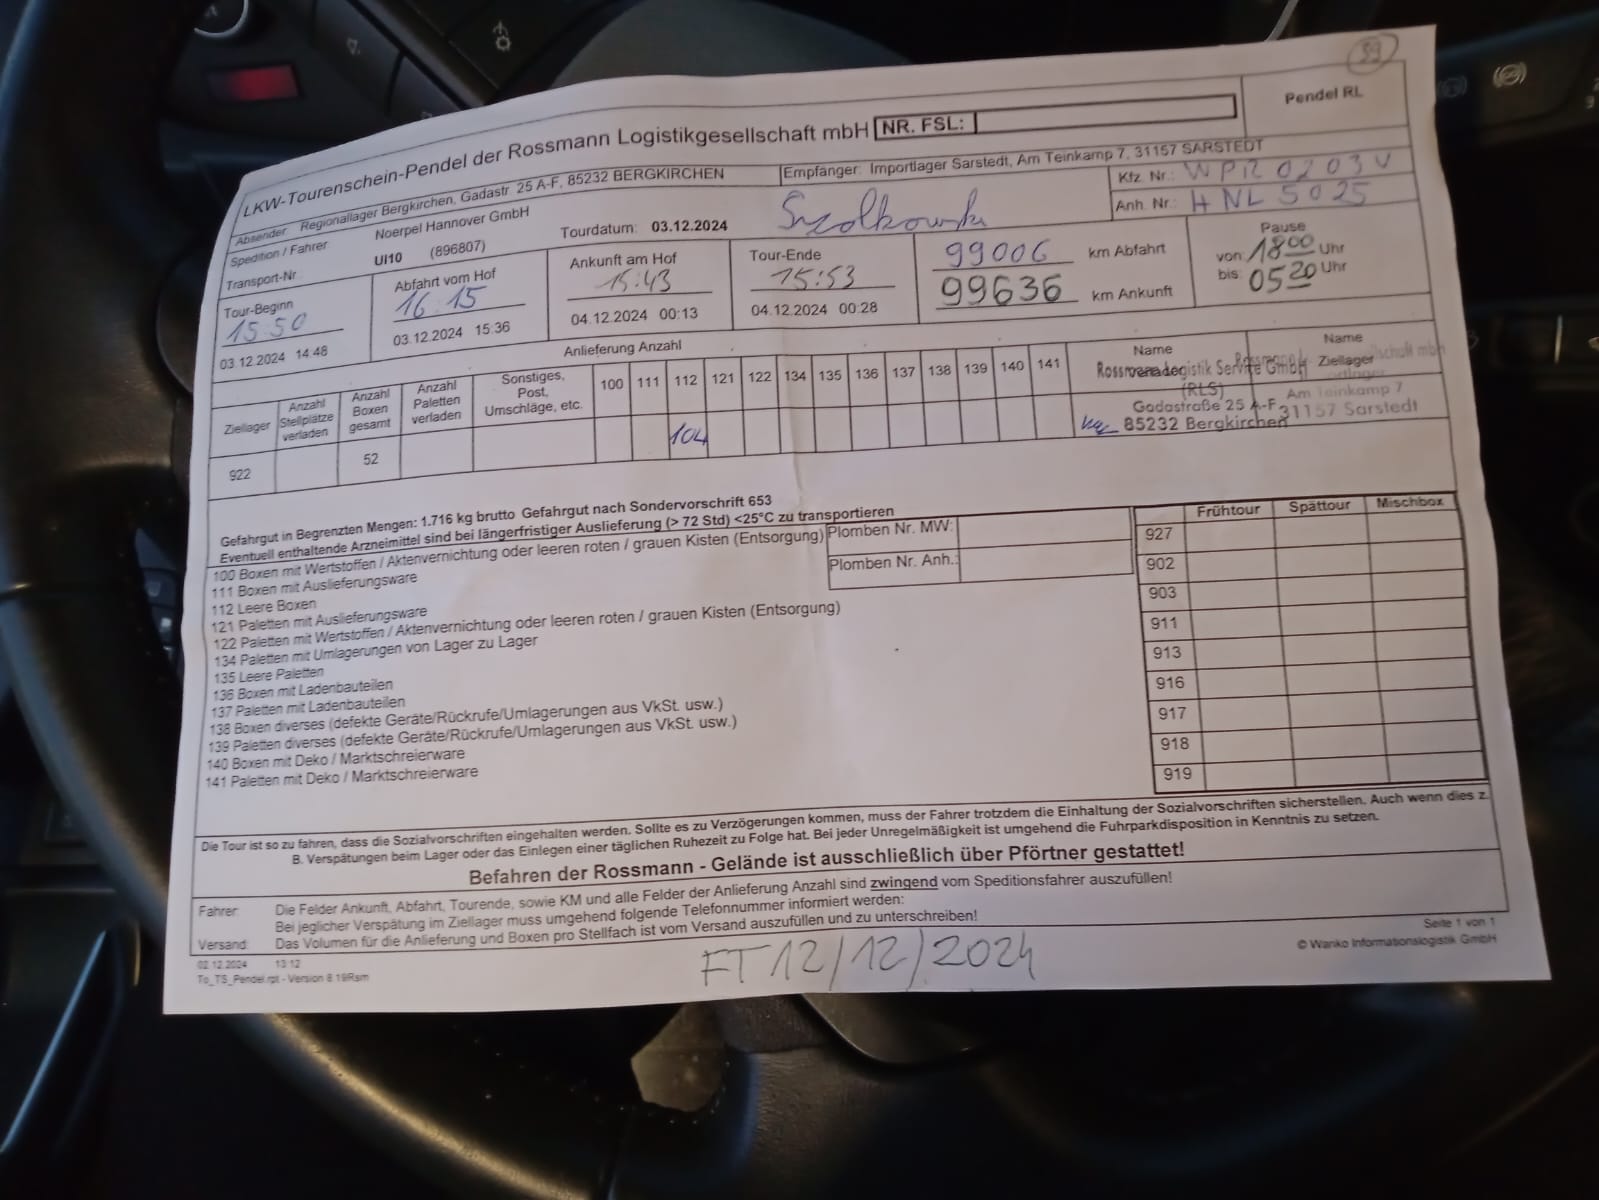 39
LKW-Tourenschein-Pendel der Rossmann Logistikgesellschaft mbH NR. FSL:
Pendel RL
Absender: Regionallager Bergkirchen, Gadastr. 25 A-F, 85232 BERGKIRCHEN
Empfänger: Importlager Sarstedt, Am Teinkamp 7, 31157 SARSTEDT
Spedition / Fahrer Noerpel Hannover GmbH
Tourdatum: 03.12.2024
Kfz. Nr.: WPR 0203U
Anh. Nr.: HNL 5025
Transport-Nr. UI10 (896807)
Tour-Beginn
15:50
03.12.2024 14:48
Abfahrt vom Hof
16:15
03.12.2024 15:36
Ankunft am Hof
15:43
04.12.2024 00:13
Tour-Ende
15:53
04.12.2024 00:28
99006 km Abfahrt
99636 km Ankunft
Pause
von: 18 00 Uhr
bis: 05 20 Uhr
Anlieferung Anzahl
Ziellager
Anzahl Stellplätze verladen
Anzahl Boxen gesamt
Anzahl Paletten verladen
Sonstiges, Post, Umschläge, etc.
100 111 112 121 122 134 135 136 137 138 139 140 141
Name
Rossmann
Logistik Service GmbH
(RLS)
Gadastraße 25 A-F
85232 Bergkirchen
Name
Ziellager
Am Teinkamp 7
31157 Sarstedt
922 52 104
Gefahrgut in Begrenzten Mengen: 1.716 kg brutto Gefahrgut nach Sondervorschrift 653
Eventuell enthaltende Arzneimittel sind bei längerfristiger Auslieferung (> 72 Std) <25°C zu transportieren
100 Boxen mit Wertstoffen / Aktenvernichtung oder leeren roten / grauen Kisten (Entsorgung)
111 Boxen mit Auslieferungsware
112 Leere Boxen
121 Paletten mit Auslieferungsware
122 Paletten mit Wertstoffen / Aktenvernichtung oder leeren roten / grauen Kisten (Entsorgung)
134 Paletten mit Umlagerungen von Lager zu Lager
135 Leere Paletten
136 Boxen mit Ladenbauteilen
137 Paletten mit Ladenbauteilen
138 Boxen diverses (defekte Geräte/Rückrufe/Umlagerungen aus VkSt. usw.)
139 Paletten diverses (defekte Geräte/Rückrufe/Umlagerungen aus VkSt. usw.)
140 Boxen mit Deko / Marktschreierware
141 Paletten mit Deko / Marktschreierware
Plomben Nr. MW:
Plomben Nr. Anh.:
Frühtour Spättour Mischbox
927
902
903
911
913
916
917
918
919
Die Tour ist so zu fahren, dass die Sozialvorschriften eingehalten werden. Sollte es zu Verzögerungen kommen, muss der Fahrer trotzdem die Einhaltung der Sozialvorschriften sicherstellen. Auch wenn dies z.
B. Verspätungen beim Lager oder das Einlegen einer täglichen Ruhezeit zu Folge hat. Bei jeder Unregelmäßigkeit ist umgehend die Fuhrparkdisposition in Kenntnis zu setzen.
Befahren der Rossmann - Gelände ist ausschließlich über Pförtner gestattet!
Fahrer: Die Felder Ankunft, Abfahrt, Tourende, sowie KM und alle Felder der Anlieferung Anzahl sind zwingend vom Speditionsfahrer auszufüllen!
Bei jeglicher Verspätung im Ziellager muss umgehend folgende Telefonnummer informiert werden:
Versand: Das Volumen für die Anlieferung und Boxen pro Stellfach ist vom Versand auszufüllen und zu unterschreiben!
02.12.2024 13:12
To_TS_Pendel.rpt - Version 8.19Rsm
FT 12/12/2024
Seite 1 von 1
© Wanko Informationslogistik GmbH